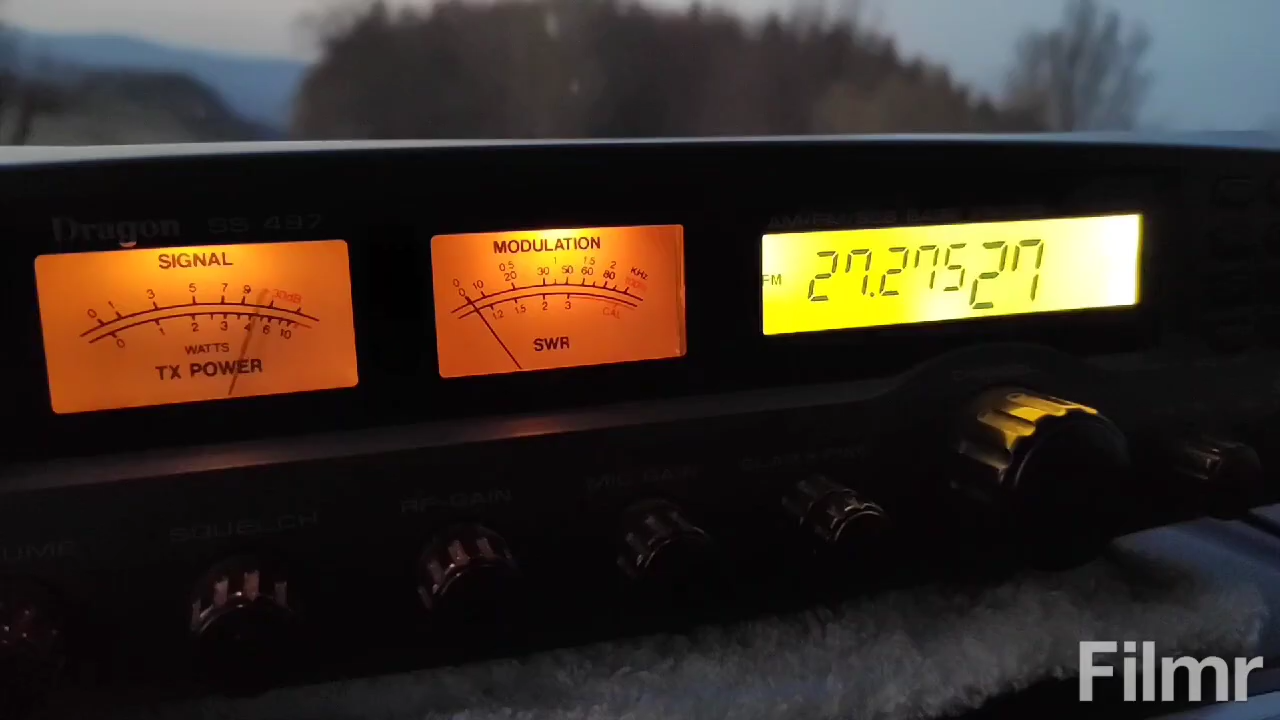 Dragon SS 497
SIGNAL
1 3 5 7 9 30dB
0 1 2 3 4 6 10
WATTS
TX POWER
MODULATION
0.5 1 1.5 2 KHz
0 10 20 30 50 60 80 100%
1.2 1.5 2 3 CAL
SWR
FM 27.275 27
SQUELCH
RF-GAIN
Filmr